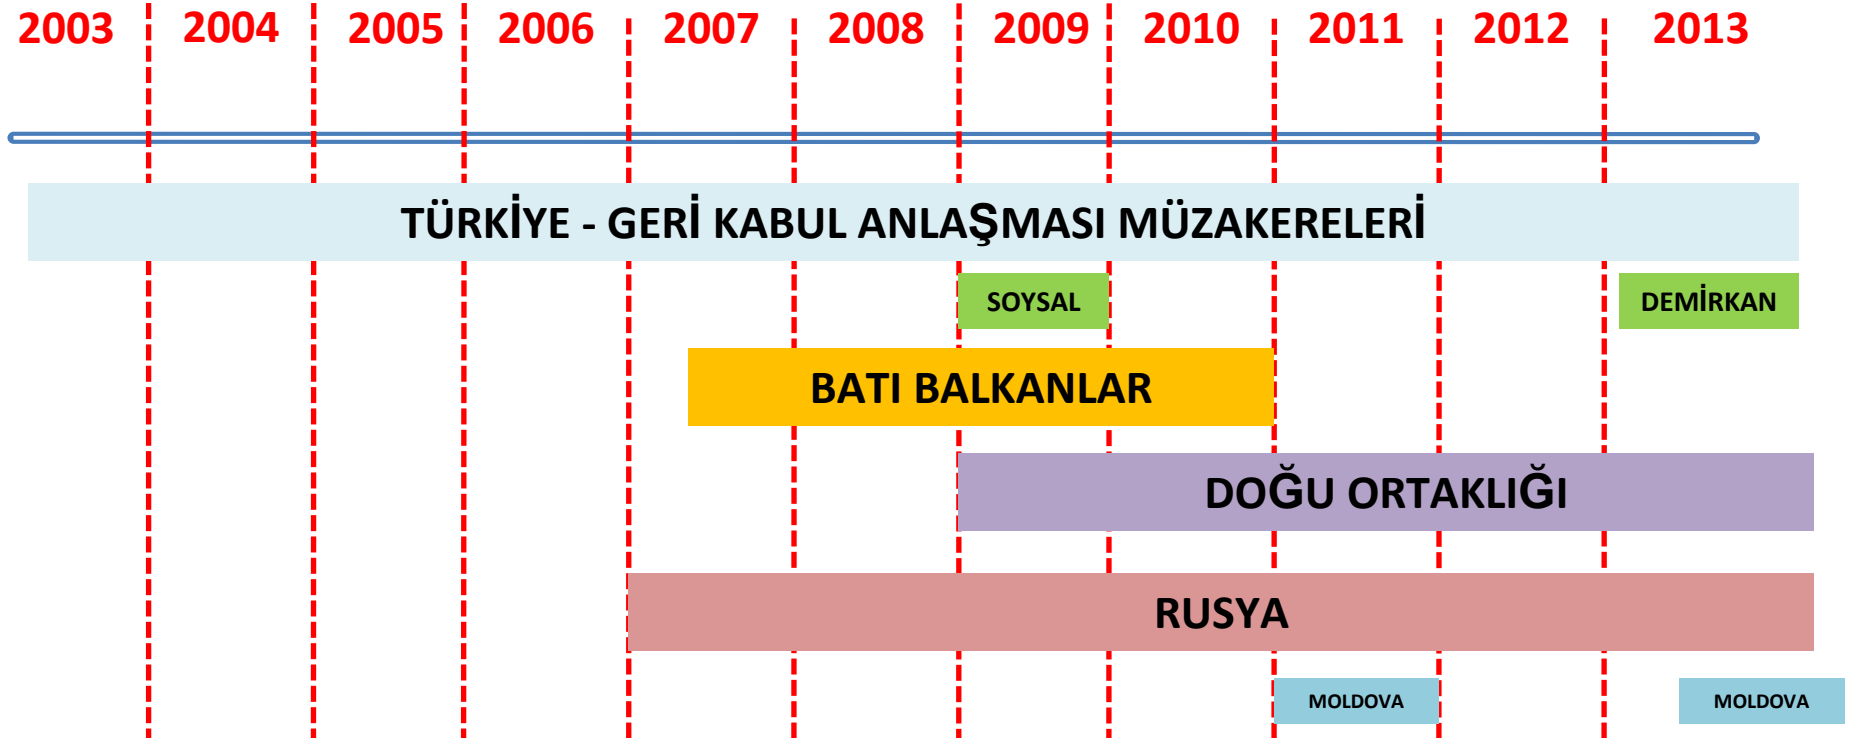 2003 2004 2005 2006 2007 2008 2009 2010 2011 2012 2013
TÜRKİYE - GERİ KABUL ANLAŞMASI MÜZAKERELERİ
SOYSAL DEMİRKAN
BATI BALKANLAR
DOĞU ORTAKLIĞI
RUSYA
MOLDOVA MOLDOVA